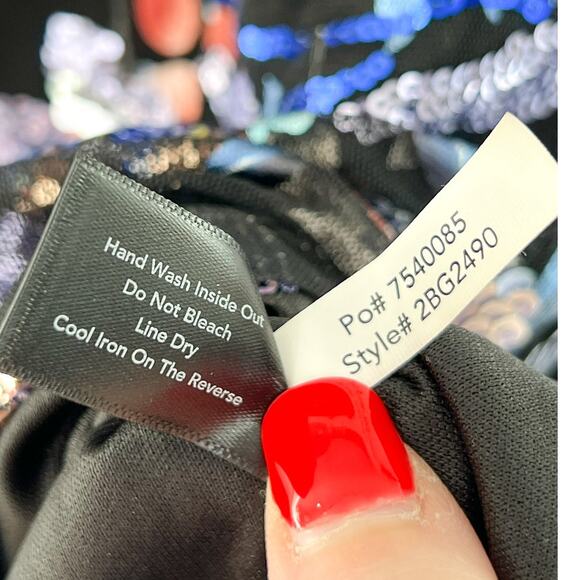 Hand Wash Inside Out
Do Not Bleach
Line Dry
Cool Iron On The Reverse
Po# 7540085
Style# 2BG2490